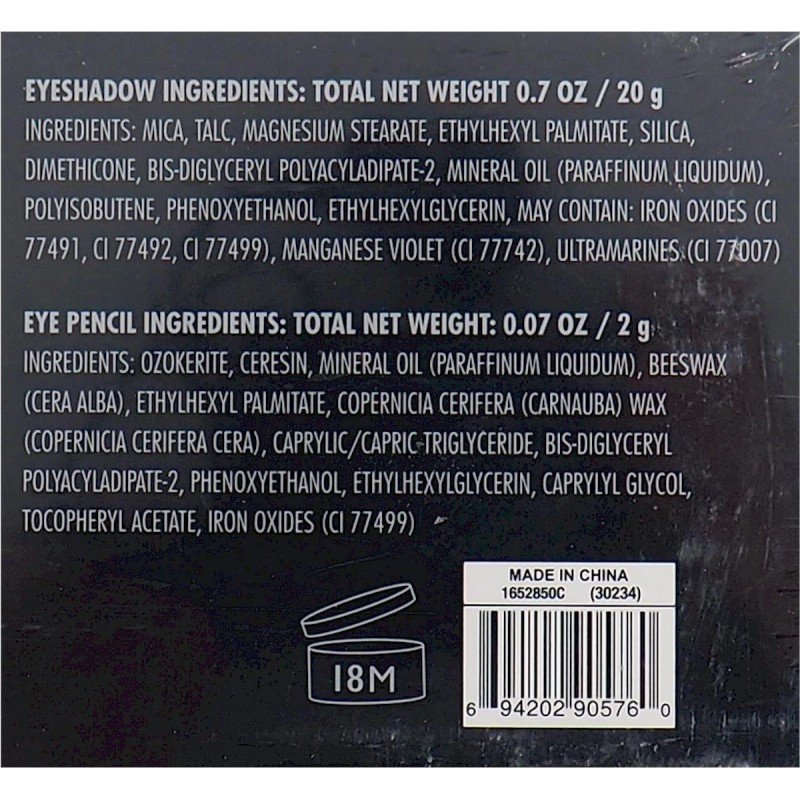 EYESHADOW INGREDIENTS: TOTAL NET WEIGHT 0.7 OZ / 20 g
INGREDIENTS: MICA, TALC, MAGNESIUM STEARATE, ETHYLHEXYL PALMITATE, SILICA,
DIMETHICONE, BIS-DIGLYCERYL POLYACYLADIPATE-2, MINERAL OIL (PARAFFINUM LIQUIDUM),
POLYISOBUTENE, PHENOXYETHANOL, ETHYLHEXYLGLYCERIN, MAY CONTAIN: IRON OXIDES (CI
77491, CI 77492, CI 77499), MANGANESE VIOLET (CI 77742), ULTRAMARINES (CI 77007)
EYE PENCIL INGREDIENTS: TOTAL NET WEIGHT: 0.07 OZ / 2 g
INGREDIENTS: OZOKERITE, CERESIN, MINERAL OIL (PARAFFINUM LIQUIDUM), BEESWAX
(CERA ALBA), ETHYLHEXYL PALMITATE, COPERNICIA CERIFERA (CARNAUBA) WAX
(COPERNICIA CERIFERA CERA), CAPRYLIC/CAPRIC TRIGLYCERIDE, BIS-DIGLYCERYL
POLYACYLADIPATE-2, PHENOXYETHANOL, ETHYLHEXYLGLYCERIN, CAPRYLYL GLYCOL,
TOCOPHERYL ACETATE, IRON OXIDES (CI 77499)
18M
MADE IN CHINA
1652850C (30234)
6 94202 90576 0